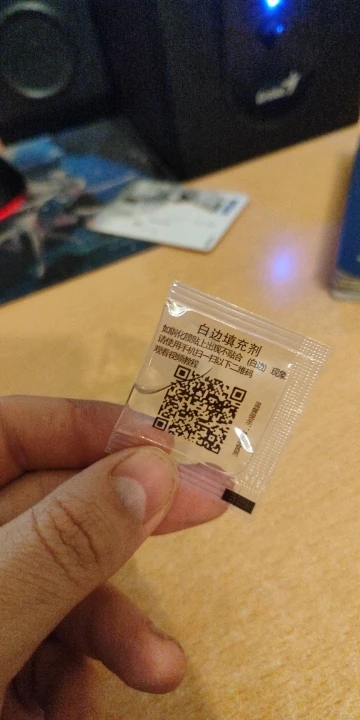 白边填充剂
如钢化膜贴上出现不贴合（白边）现象
请使用手机扫一扫以下二维码
观看视频教程
Genius